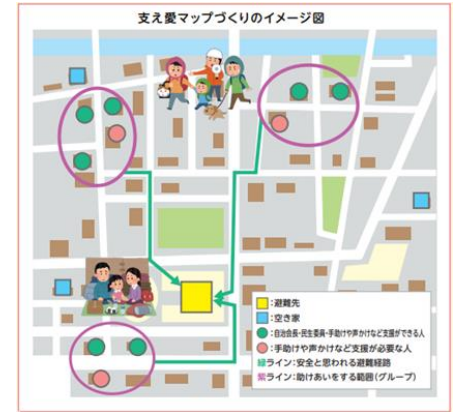 支え愛マップづくりのイメージ図
:避難先
:空き家
:自治会長・民生委員・手助けや声かけなど支援ができる人
:手助けや声かけなど支援が必要な人
緑ライン:安全と思われる避難経路
紫ライン:助けあいをする範囲(グループ)